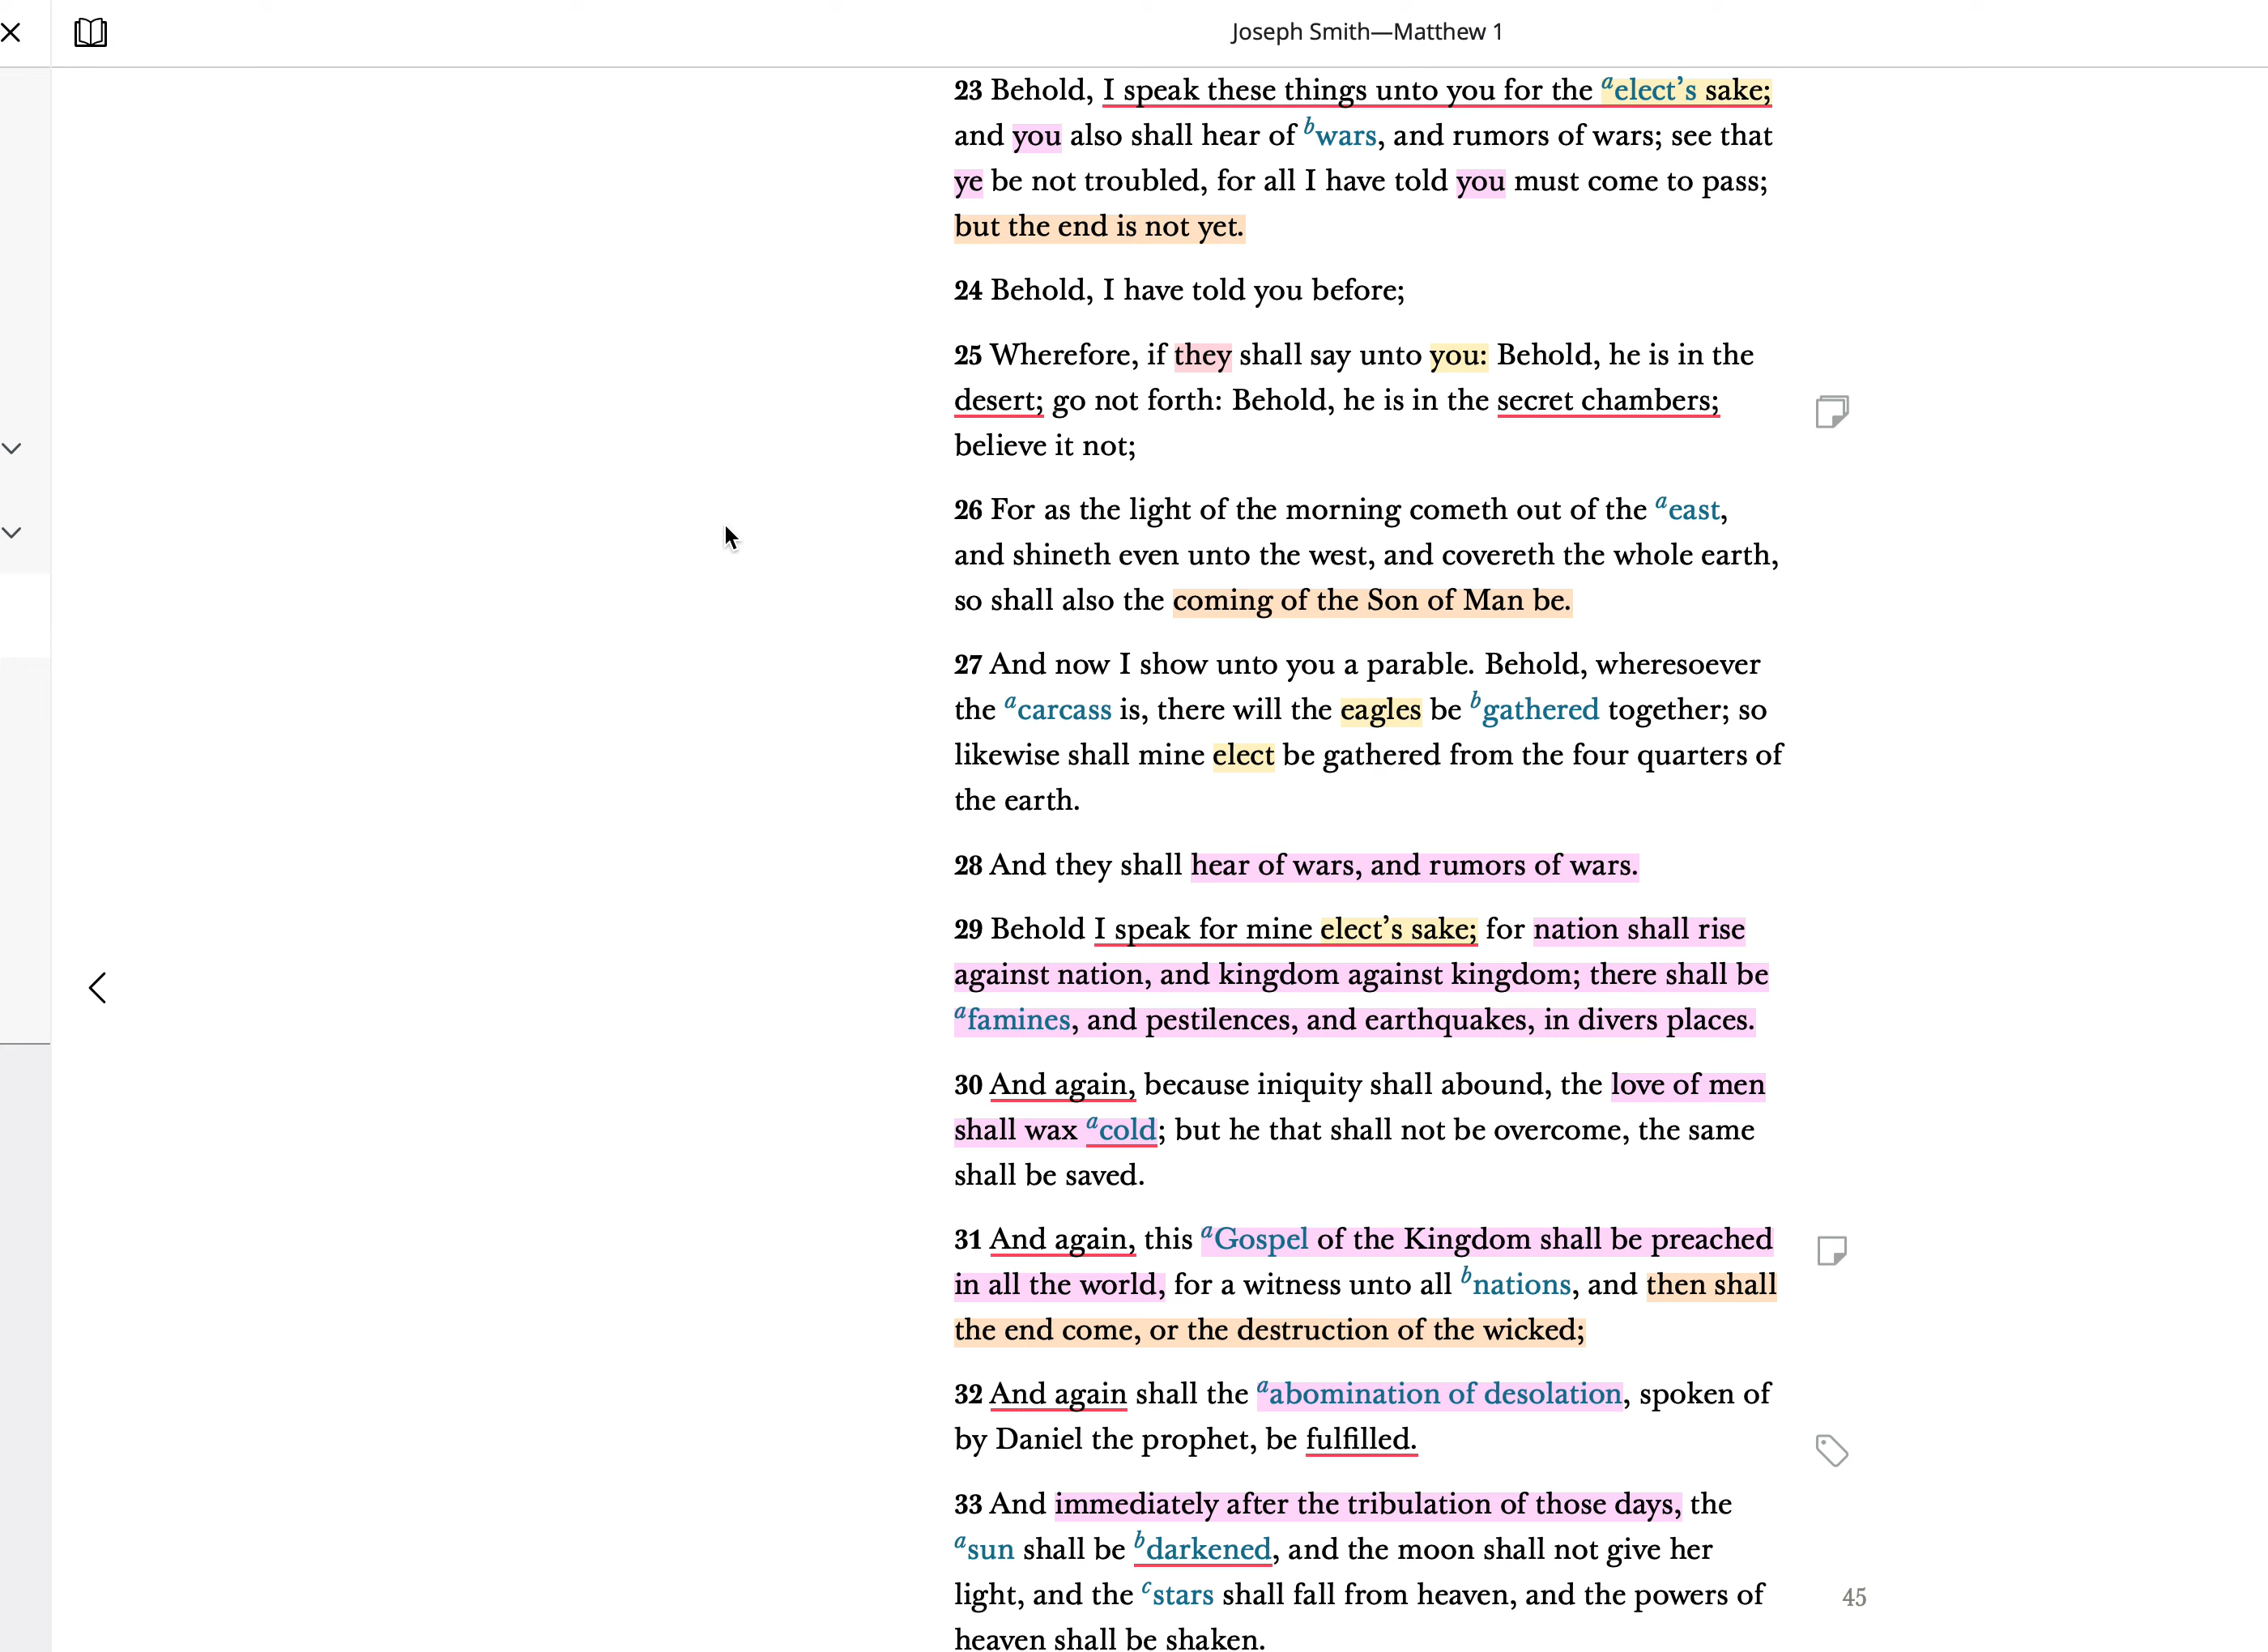 Joseph Smith—Matthew 1
23 Behold, I speak these things unto you for the a elect’s sake;
and you also shall hear of b wars, and rumors of wars; see that
ye be not troubled, for all I have told you must come to pass;
but the end is not yet.
24 Behold, I have told you before;
25 Wherefore, if they shall say unto you: Behold, he is in the
desert; go not forth: Behold, he is in the secret chambers;
believe it not;
26 For as the light of the morning cometh out of the a east,
and shineth even unto the west, and covereth the whole earth,
so shall also the coming of the Son of Man be.
27 And now I show unto you a parable. Behold, wheresoever
the a carcass is, there will the eagles be b gathered together; so
likewise shall mine elect be gathered from the four quarters of
the earth.
28 And they shall hear of wars, and rumors of wars.
29 Behold I speak for mine elect’s sake; for nation shall rise
against nation, and kingdom against kingdom; there shall be
a famines, and pestilences, and earthquakes, in divers places.
30 And again, because iniquity shall abound, the love of men
shall wax a cold; but he that shall not be overcome, the same
shall be saved.
31 And again, this a Gospel of the Kingdom shall be preached
in all the world, for a witness unto all b nations, and then shall
the end come, or the destruction of the wicked;
32 And again shall the a abomination of desolation, spoken of
by Daniel the prophet, be fulfilled.
33 And immediately after the tribulation of those days, the
a sun shall be b darkened, and the moon shall not give her
light, and the c stars shall fall from heaven, and the powers of
heaven shall be shaken.
45